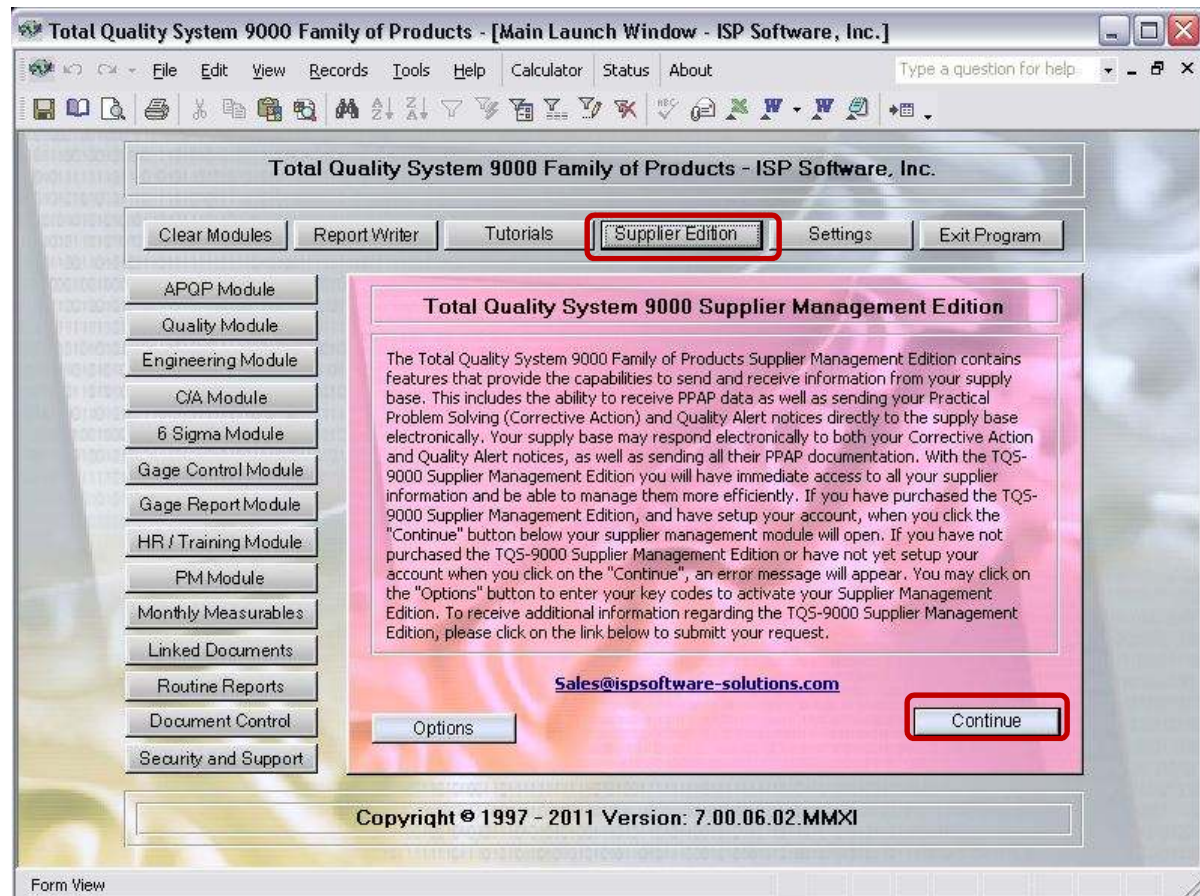 Total Quality System 9000 Family of Products - [Main Launch Window - ISP Software, Inc.]
File Edit View Records Tools Help Calculator Status About Type a question for help
Total Quality System 9000 Family of Products - ISP Software, Inc.
Clear Modules Report Writer Tutorials Supplier Edition Settings Exit Program
APQP Module
Quality Module
Engineering Module
C/A Module
6 Sigma Module
Gage Control Module
Gage Report Module
HR / Training Module
PM Module
Monthly Measurables
Linked Documents
Routine Reports
Document Control
Security and Support
Total Quality System 9000 Supplier Management Edition
The Total Quality System 9000 Family of Products Supplier Management Edition contains
features that provide the capabilities to send and receive information from your supply
base. This includes the ability to receive PPAP data as well as sending your Practical
Problem Solving (Corrective Action) and Quality Alert notices directly to the supply base
electronically. Your supply base may respond electronically to both your Corrective Action
and Quality Alert notices, as well as sending all their PPAP documentation. With the TQS-
9000 Supplier Management Edition you will have immediate access to all your supplier
information and be able to manage them more efficiently. If you have purchased the TQS-
9000 Supplier Management Edition, and have setup your account, when you click the
"Continue" button below your supplier management module will open. If you have not
purchased the TQS-9000 Supplier Management Edition or have not yet setup your
account when you click on the "Continue", an error message will appear. You may click on
the "Options" button to enter your key codes to activate your Supplier Management
Edition. To receive additional information regarding the TQS-9000 Supplier Management
Edition, please click on the link below to submitt your request.
Sales@ispsoftware-solutions.com
Options Continue
Copyright © 1997 - 2011 Version: 7.00.06.02.MMXI
Form View